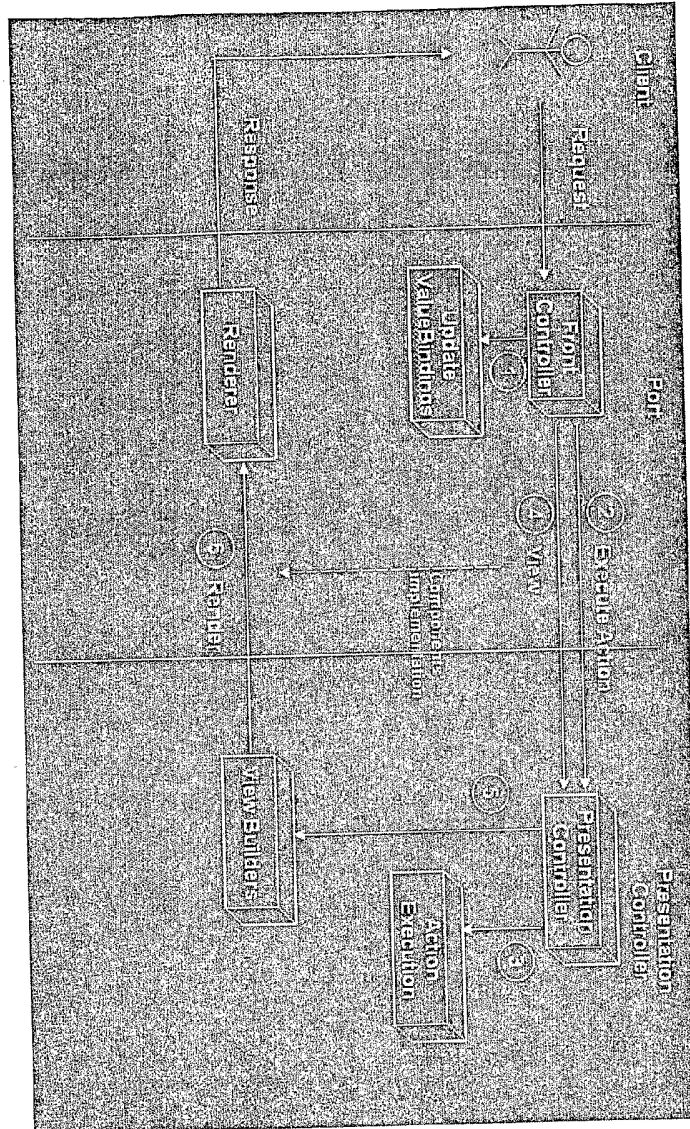 Client
Port
Presentation
Controller
Request
Front
Controller
1
Update
ValueBindings
2 Execute Action
4 View
Presentation
Controller
3
Action
Execution
5
Component
Implementation
View Builders
6 Render
Renderer
Response